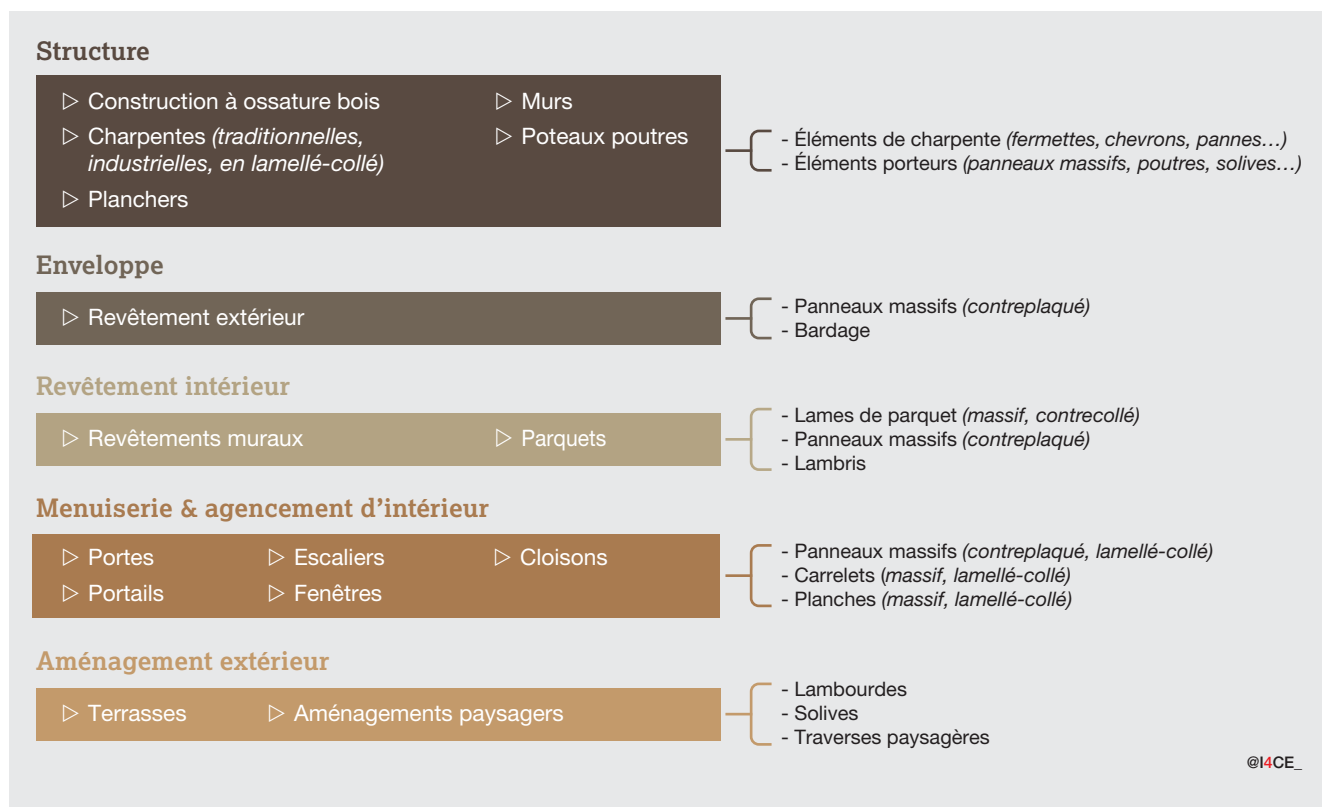 Structure
▷ Construction à ossature bois
▷ Charpentes (traditionnelles,
industrielles, en lamellé-collé)
▷ Planchers
▷ Murs
▷ Poteaux poutres
- Éléments de charpente (fermettes, chevrons, pannes…)
- Éléments porteurs (panneaux massifs, poutres, solives…)
Enveloppe
▷ Revêtement extérieur
- Panneaux massifs (contreplaqué)
- Bardage
Revêtement intérieur
▷ Revêtements muraux
▷ Parquets
- Lames de parquet (massif, contrecollé)
- Panneaux massifs (contreplaqué)
- Lambris
Menuiserie & agencement d'intérieur
▷ Portes
▷ Portails
▷ Escaliers
▷ Fenêtres
▷ Cloisons
- Panneaux massifs (contreplaqué, lamellé-collé)
- Carrelets (massif, lamellé-collé)
- Planches (massif, lamellé-collé)
Aménagement extérieur
▷ Terrasses
▷ Aménagements paysagers
- Lambourdes
- Solives
- Traverses paysagères
@I4CE_